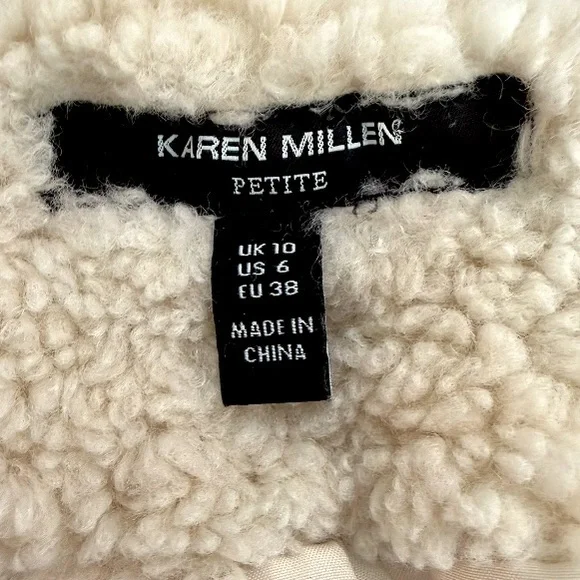 KAREN MILLEN
PETITE
UK 10
US 6
EU 38
MADE IN
CHINA